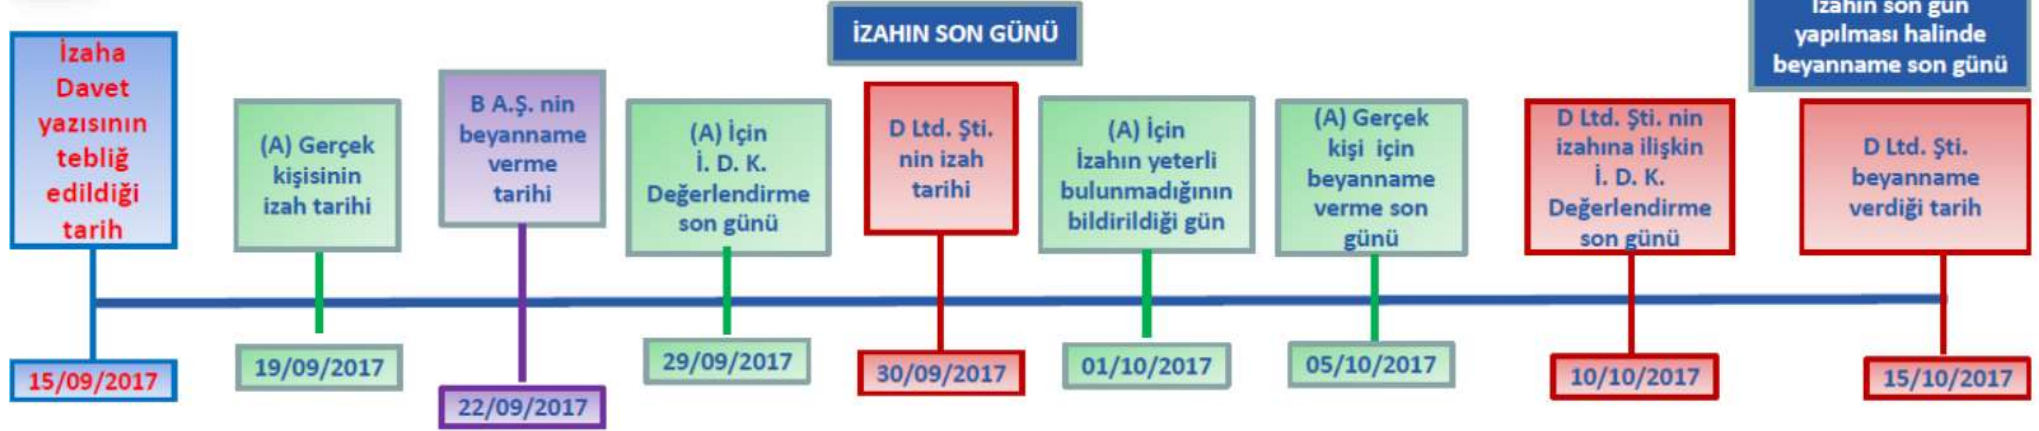 İzaha
Davet
yazısının
tebliğ
edildiği
tarih
15/09/2017
(A) Gerçek
kişisinin
izah tarihi
19/09/2017
B A.Ş. nin
beyanname
verme
tarihi
22/09/2017
(A) İçin
İ. D. K.
Değerlendirme
son günü
29/09/2017
İZAHIN SON GÜNÜ
D Ltd. Şti.
nin izah
tarihi
30/09/2017
(A) İçin
İzahın yeterli
bulunmadığının
bildirildiği gün
01/10/2017
(A) Gerçek
kişi için
beyanname
verme son
günü
05/10/2017
D Ltd. Şti. nin
izahına ilişkin
İ. D. K.
Değerlendirme
son günü
10/10/2017
İzahın son gün
yapılması halinde
beyanname son günü
D Ltd. Şti.
beyanname
verdiği tarih
15/10/2017